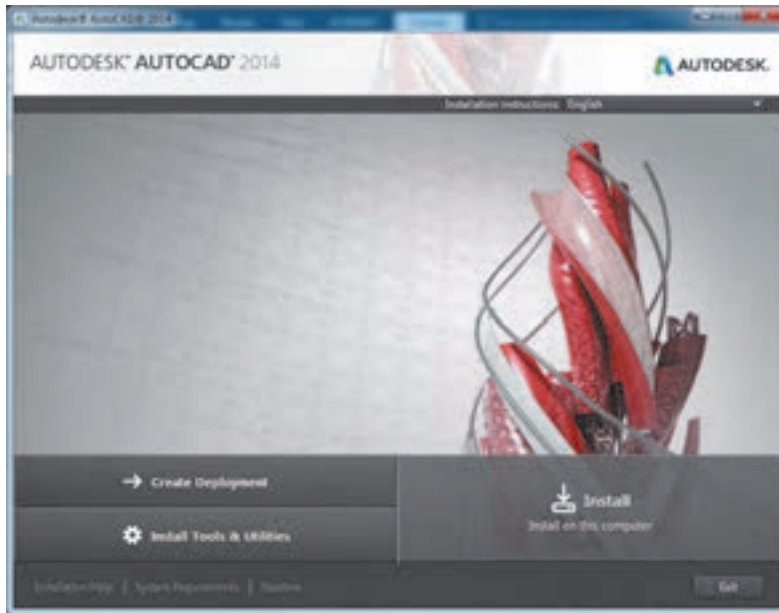 Autodesk® AutoCAD® 2014
AUTODESK® AUTOCAD® 2014
AUTODESK.
Installation instructions: English
Create Deployment
Install Tools & Utilities
Install
Install on this computer
Installation Help | System Requirements | Readme
Exit